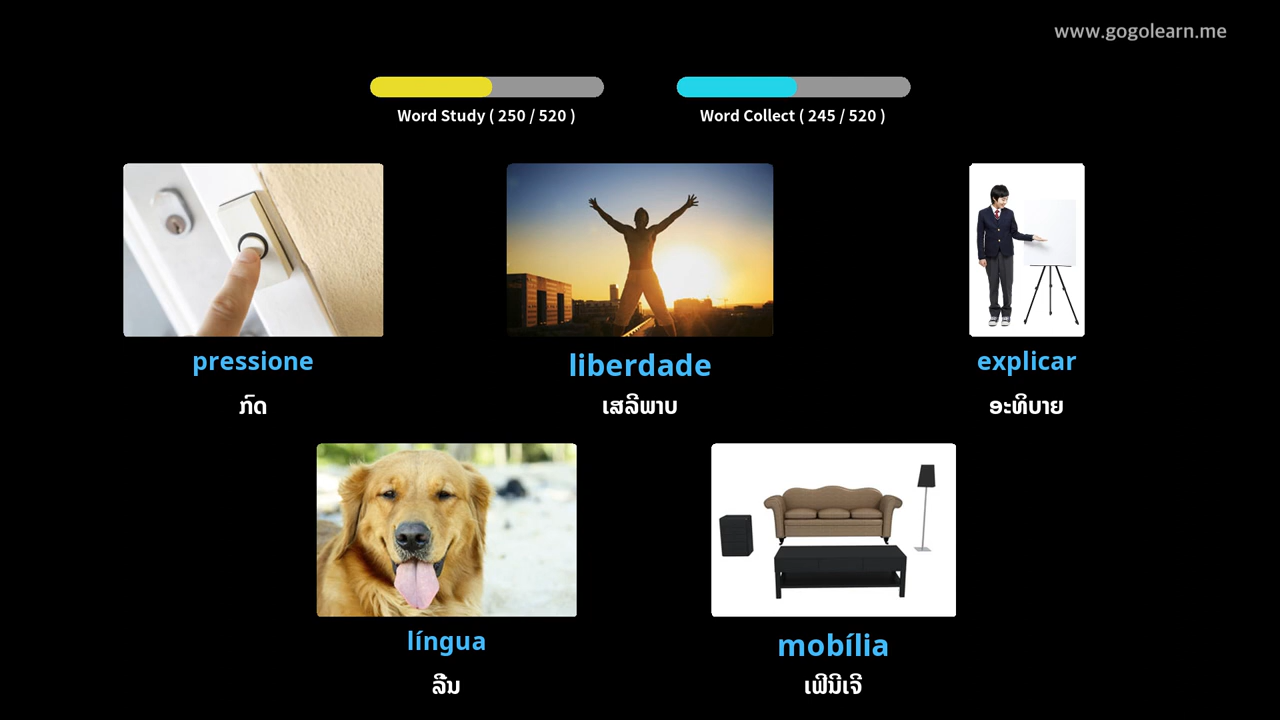 www.gogolearn.me
Word Study ( 250 / 520 )
Word Collect ( 245 / 520 )
pressione
liberdade
explicar
ກົດ
ເສລີພາບ
ອະທິບາຍ
língua
mobília
ລີ້ນ
ເຟີນີເຈີ